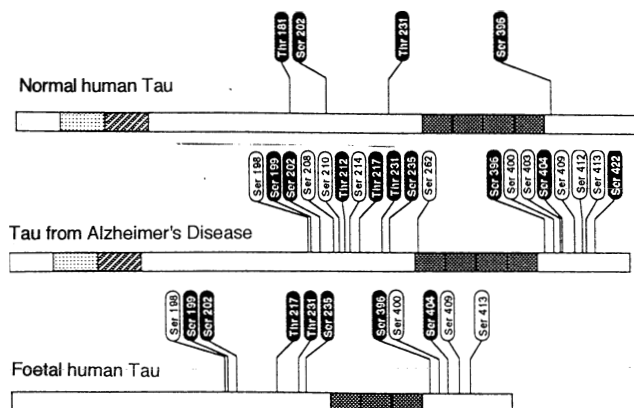 Thr 181
Ser 202
Thr 231
Ser 396
Normal human Tau
Ser 198
Ser 199
Ser 202
Ser 208
Ser 210
Thr 212
Ser 214
Thr 217
Thr 231
Ser 235
Ser 262
Ser 396
Ser 400
Ser 403
Ser 404
Ser 409
Ser 412
Ser 413
Ser 422
Tau from Alzheimer's Disease
Ser 198
Ser 199
Ser 202
Thr 217
Thr 231
Ser 235
Ser 396
Ser 400
Ser 404
Ser 409
Ser 413
Foetal human Tau